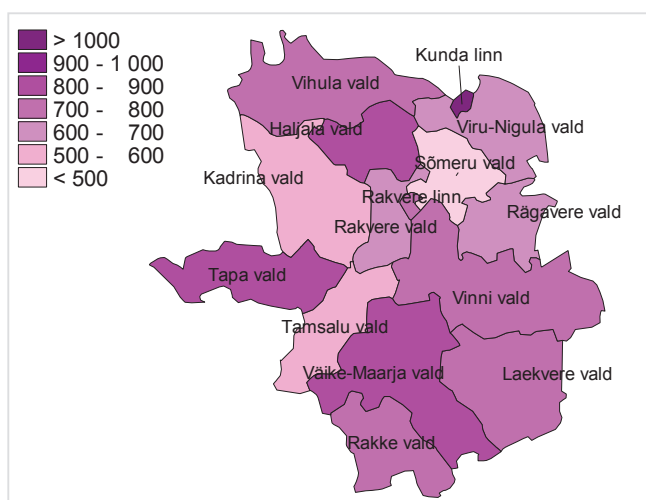 > 1000
900 - 1 000
800 - 900
700 - 800
600 - 700
500 - 600
< 500
Kunda linn
Vihula vald
Viru-Nigula vald
Haljala vald
Sõmeru vald
Kadrina vald
Rakvere linn
Rägavere vald
Rakvere vald
Tapa vald
Vinni vald
Tamsalu vald
Väike-Maarja vald
Laekvere vald
Rakke vald